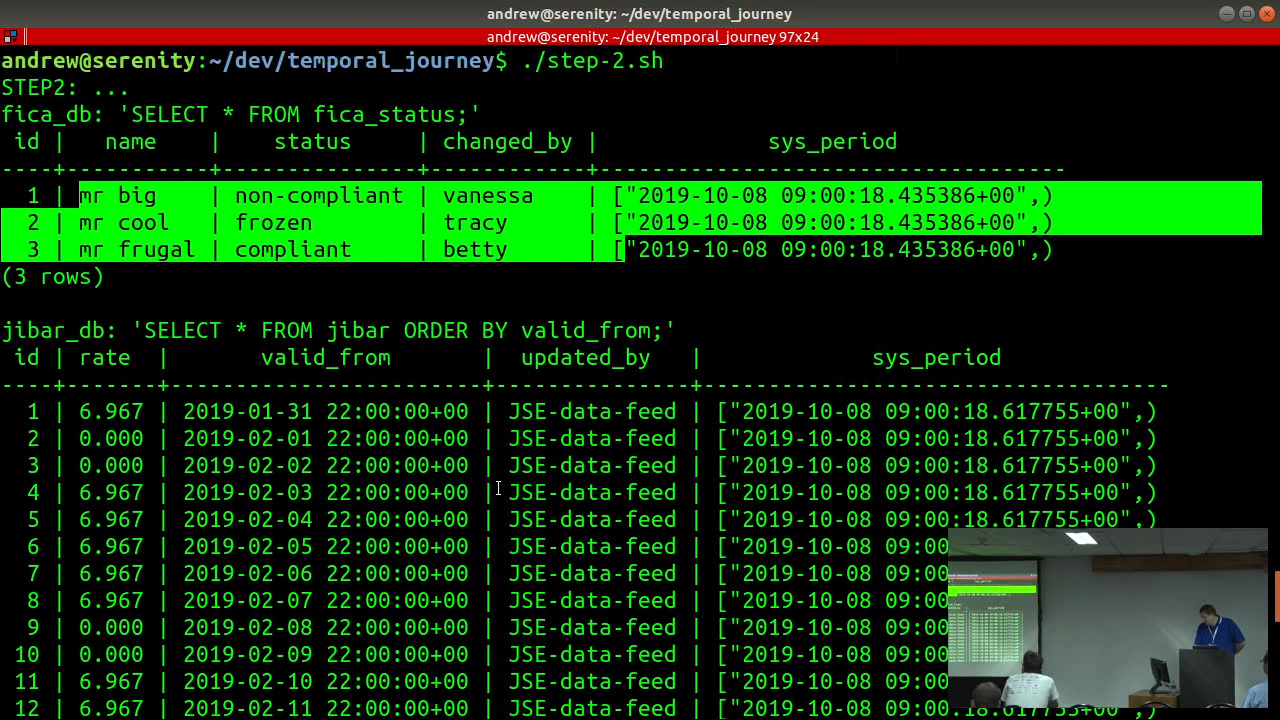 andrew@serenity: ~/dev/temporal_journey
andrew@serenity: ~/dev/temporal_journey 97x24
andrew@serenity:~/dev/temporal_journey$ ./step-2.sh
STEP2: ...
fica_db: 'SELECT * FROM fica_status;'
 id |   name    |    status     | changed_by |             sys_period
----+-----------+---------------+------------+------------------------------------
  1 | mr big    | non-compliant | vanessa    | ["2019-10-08 09:00:18.435386+00",)
  2 | mr cool   | frozen        | tracy      | ["2019-10-08 09:00:18.435386+00",)
  3 | mr frugal | compliant     | betty      | ["2019-10-08 09:00:18.435386+00",)
(3 rows)
jibar_db: 'SELECT * FROM jibar ORDER BY valid_from;'
 id | rate  |       valid_from       |  updated_by   |             sys_period
----+-------+------------------------+---------------+------------------------------------
  1 | 6.967 | 2019-01-31 22:00:00+00 | JSE-data-feed | ["2019-10-08 09:00:18.617755+00",)
  2 | 0.000 | 2019-02-01 22:00:00+00 | JSE-data-feed | ["2019-10-08 09:00:18.617755+00",)
  3 | 0.000 | 2019-02-02 22:00:00+00 | JSE-data-feed | ["2019-10-08 09:00:18.617755+00",)
  4 | 6.967 | 2019-02-03 22:00:00+00 | JSE-data-feed | ["2019-10-08 09:00:18.617755+00",)
  5 | 6.967 | 2019-02-04 22:00:00+00 | JSE-data-feed | ["2019-10-08 09:00:18.617755+00",)
  6 | 6.967 | 2019-02-05 22:00:00+00 | JSE-data-feed | ["2019-10-08 09:00
  7 | 6.967 | 2019-02-06 22:00:00+00 | JSE-data-feed | ["2019-10-08 09:00
  8 | 6.967 | 2019-02-07 22:00:00+00 | JSE-data-feed | ["2019-10-08 09:00
  9 | 0.000 | 2019-02-08 22:00:00+00 | JSE-data-feed | ["2019-10-08 09:00
 10 | 0.000 | 2019-02-09 22:00:00+00 | JSE-data-feed | ["2019-10-08 09:00
 11 | 6.967 | 2019-02-10 22:00:00+00 | JSE-data-feed | ["2019-10-08 09:00
 12 | 6.967 | 2019-02-11 22:00:00+00 | JSE-data-feed | ["2019-10-08 09:00